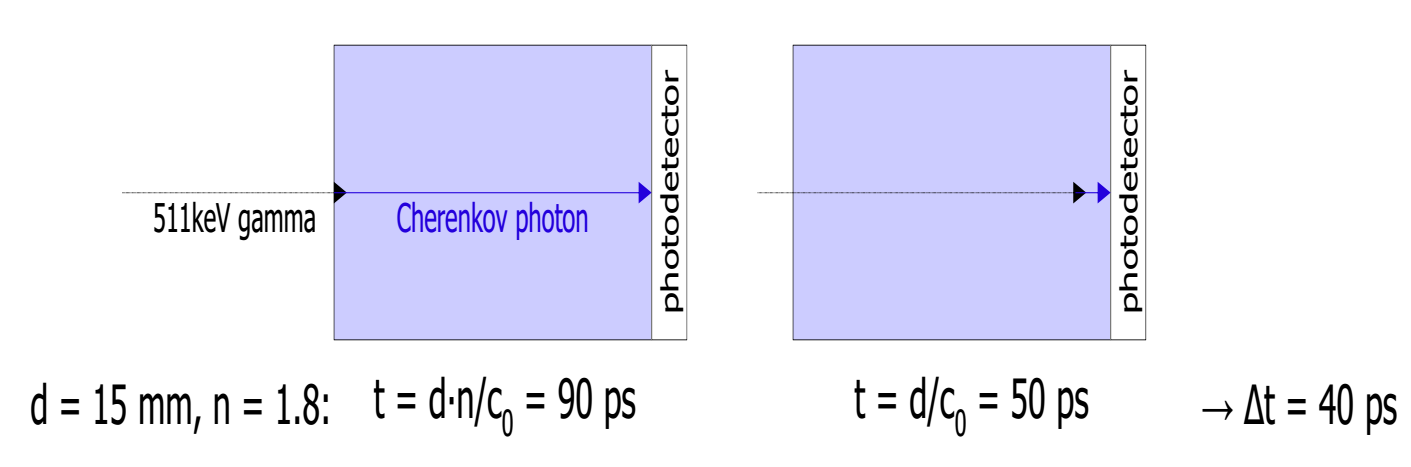 photodetector
photodetector
511keV gamma
Cherenkov photon
d = 15 mm, n = 1.8: t = d·n/c₀ = 90 ps t = d/c₀ = 50 ps → Δt = 40 ps